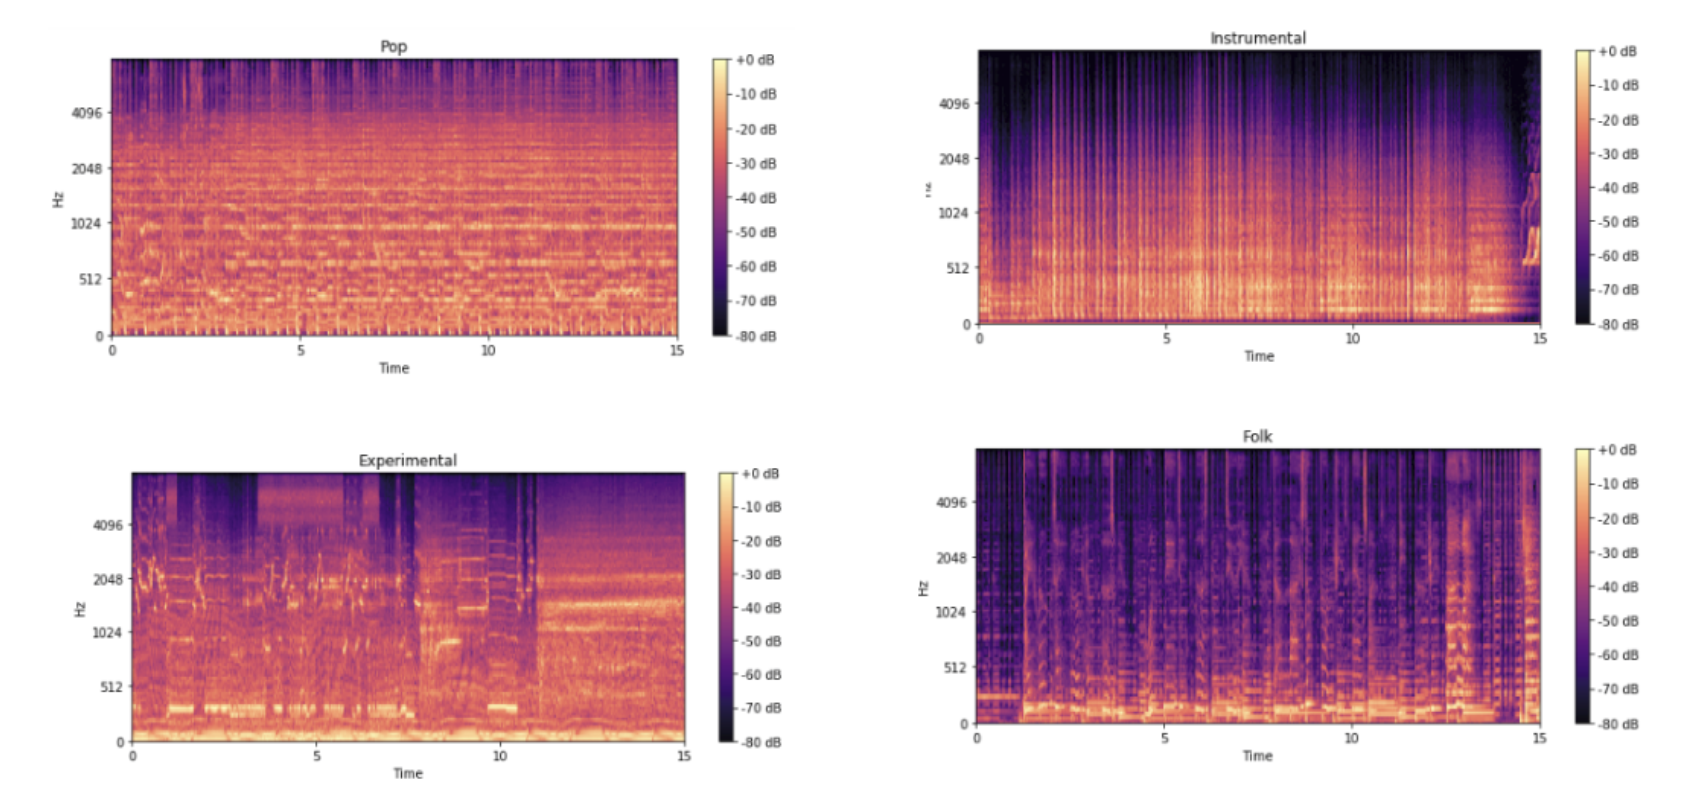 Pop
4096
2048
1024
512
0
Hz
0 5 10 15
Time
+0 dB
-10 dB
-20 dB
-30 dB
-40 dB
-50 dB
-60 dB
-70 dB
-80 dB
Instrumental
4096
2048
1024
512
0
0 5 10 15
Time
+0 dB
-10 dB
-20 dB
-30 dB
-40 dB
-50 dB
-60 dB
-70 dB
-80 dB
Experimental
4096
2048
1024
512
0
Hz
0 5 10 15
Time
+0 dB
-10 dB
-20 dB
-30 dB
-40 dB
-50 dB
-60 dB
-70 dB
-80 dB
Folk
4096
2048
1024
512
0
Hz
0 5 10 15
Time
+0 dB
-10 dB
-20 dB
-30 dB
-40 dB
-50 dB
-60 dB
-70 dB
-80 dB